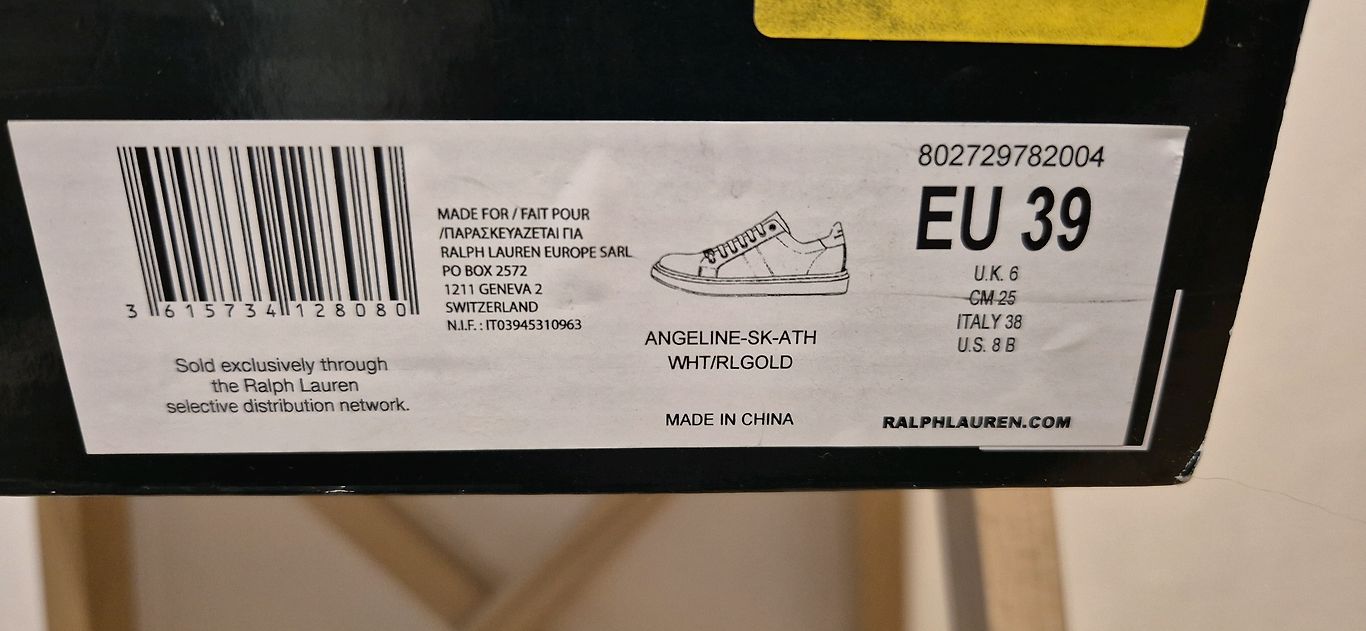 3 615734 128080
Sold exclusively through
the Ralph Lauren
selective distribution network.
MADE FOR / FAIT POUR
/ΠΑΡΑΣΚΕΥΑΖΕΤΑΙ ΓΙΑ
RALPH LAUREN EUROPE SARL
PO BOX 2572
1211 GENEVA 2
SWITZERLAND
N.I.F. : IT03945310963
ANGELINE-SK-ATH
WHT/RLGOLD
MADE IN CHINA
802729782004
EU 39
U.K. 6
CM 25
ITALY 38
U.S. 8 B
RALPHLAUREN.COM